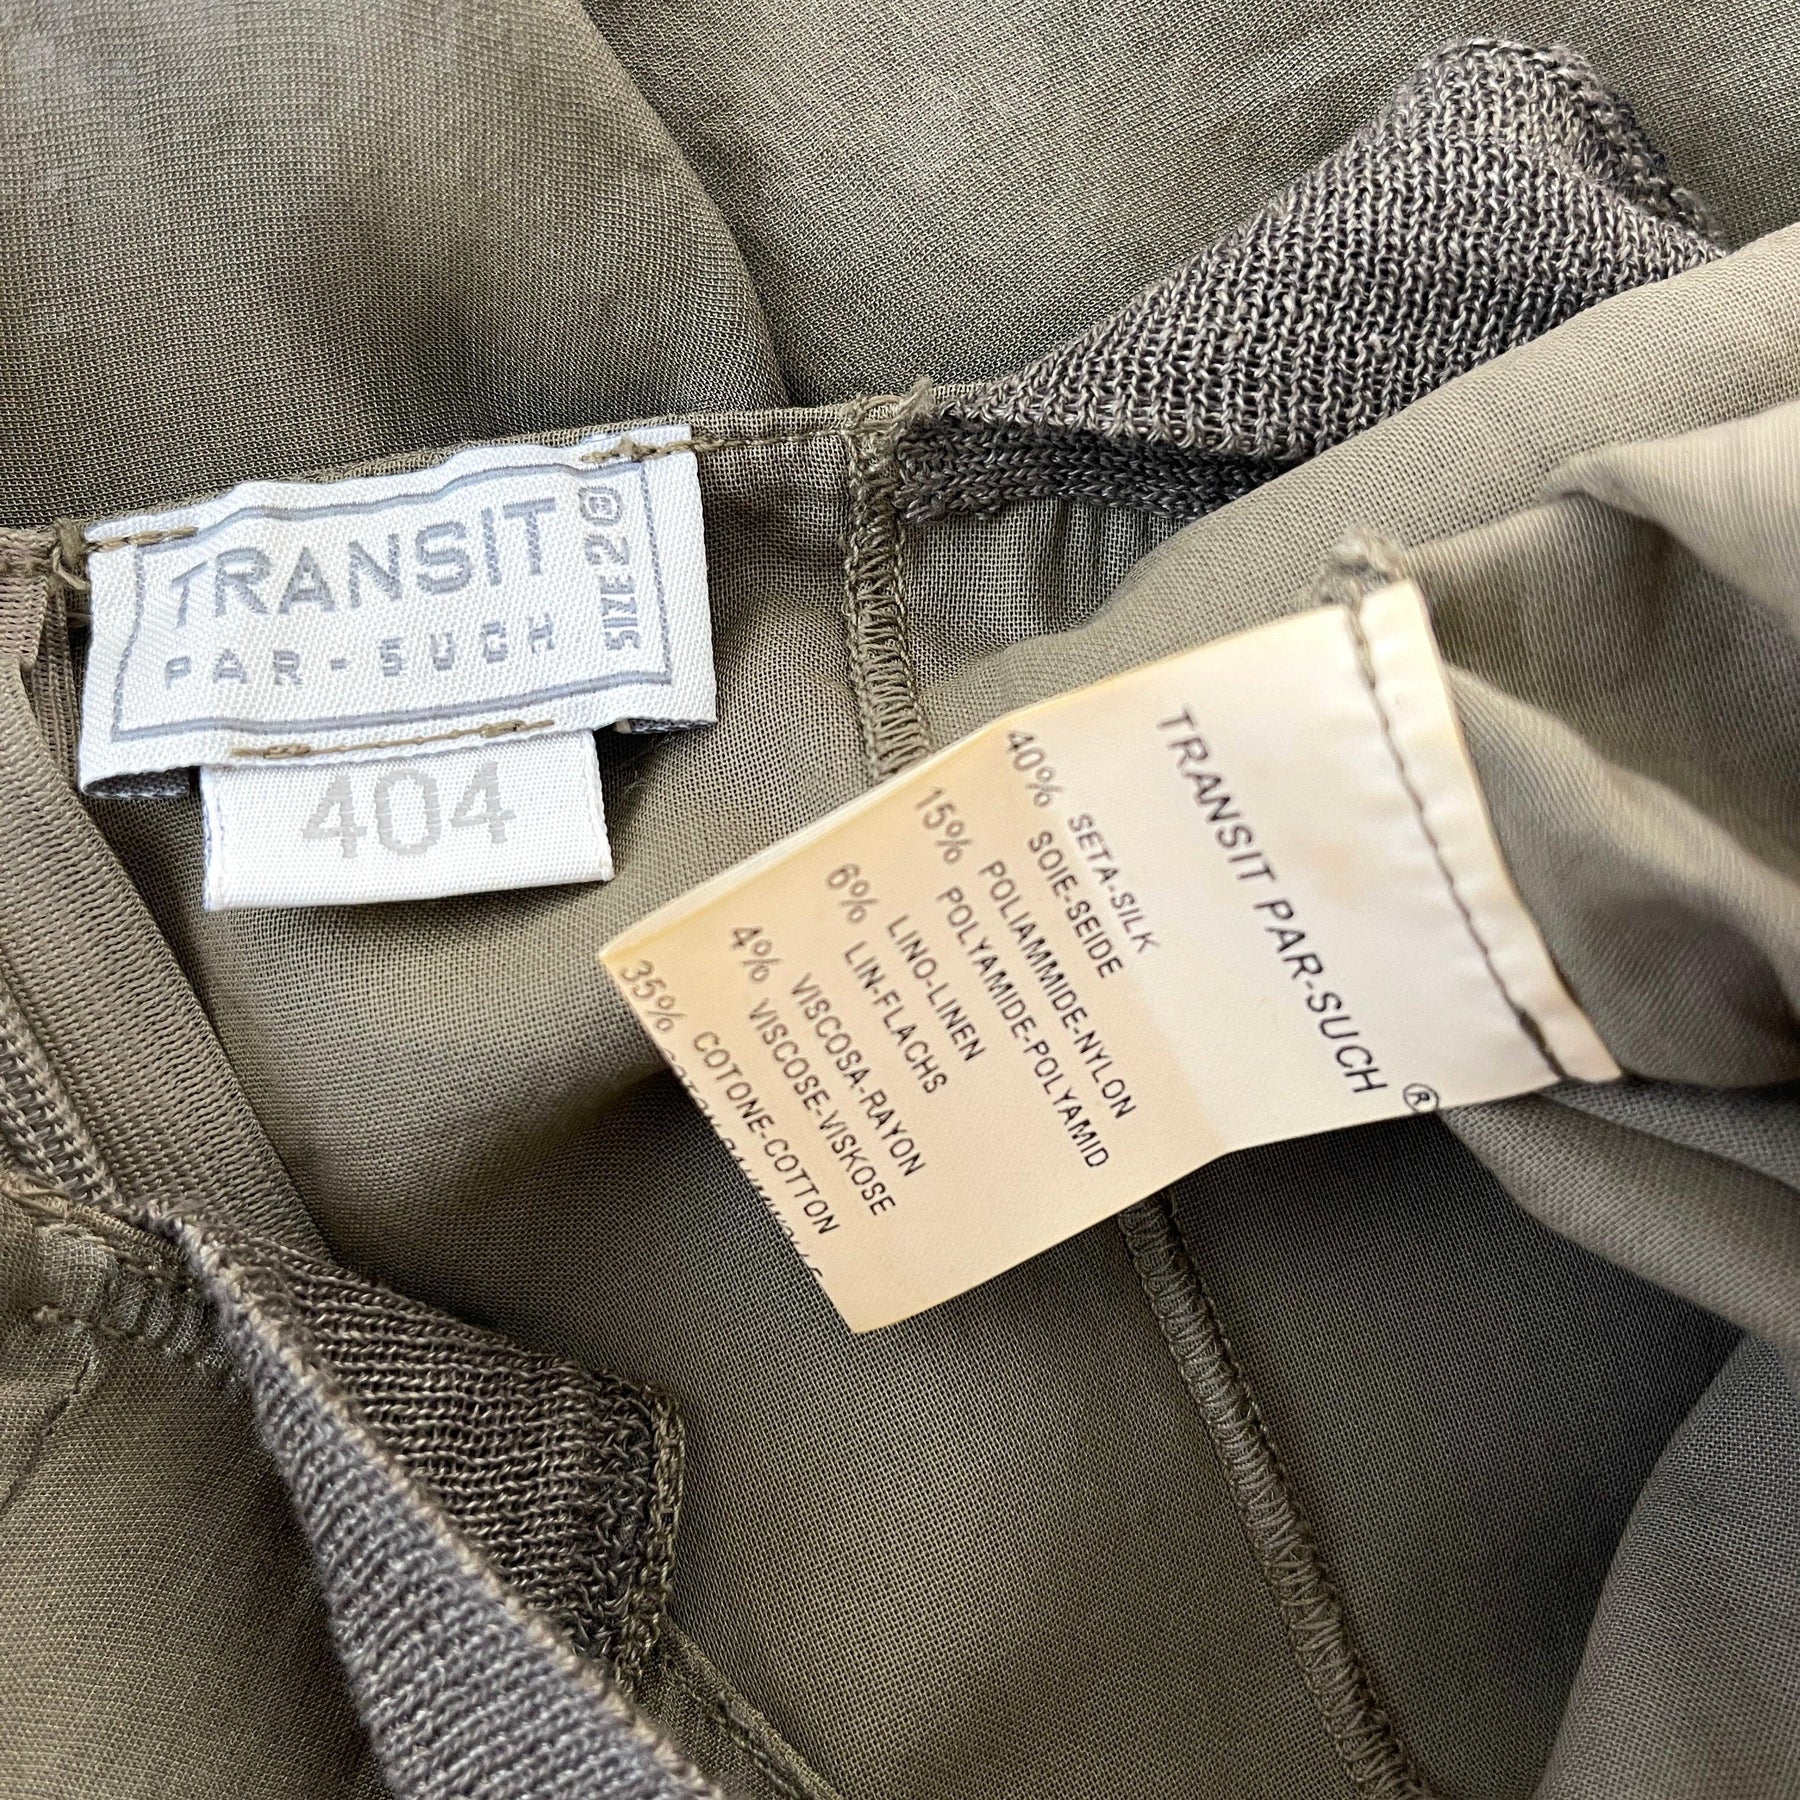 TRANSIT
PAR-SUCH
SIZE 2 ®
404
TRANSIT PAR-SUCH ®
40% SETA-SILK
SOIE-SEIDE
15% POLIAMMIDE-NYLON
POLYAMIDE-POLYAMID
6% LINO-LINEN
LIN-FLACHS
4% VISCOSA-RAYON
VISCOSE-VISKOSE
35% COTONE-COTTON